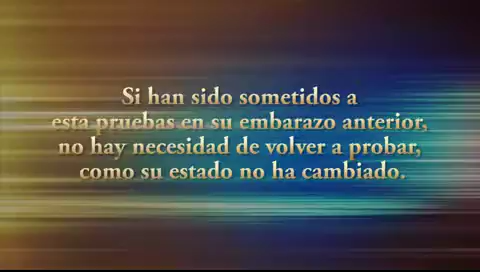 Si han sido sometidos a
esta pruebas en su embarazo anterior,
no hay necesidad de volver a probar,
como su estado no ha cambiado.